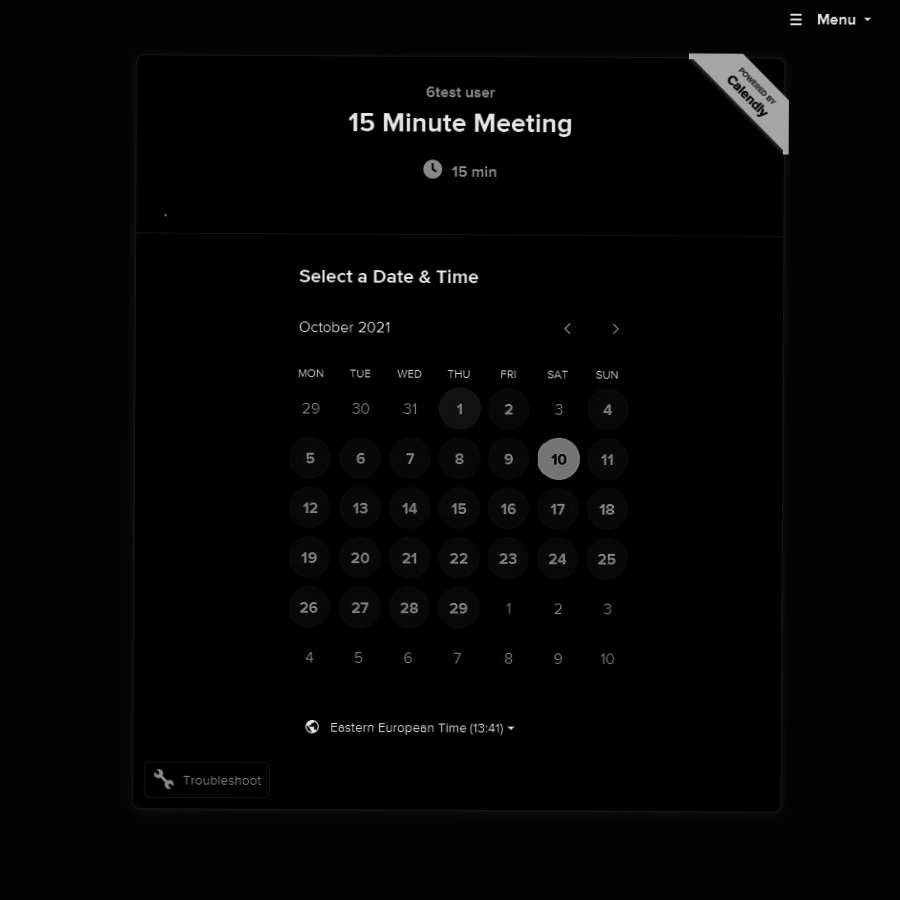 Menu
POWERED BY
Calendly
6test user
15 Minute Meeting
15 min
Select a Date & Time
October 2021
MON TUE WED THU FRI SAT SUN
29 30 31 1 2 3 4
5 6 7 8 9 10 11
12 13 14 15 16 17 18
19 20 21 22 23 24 25
26 27 28 29 1 2 3
4 5 6 7 8 9 10
Eastern European Time (13:41)
Troubleshoot